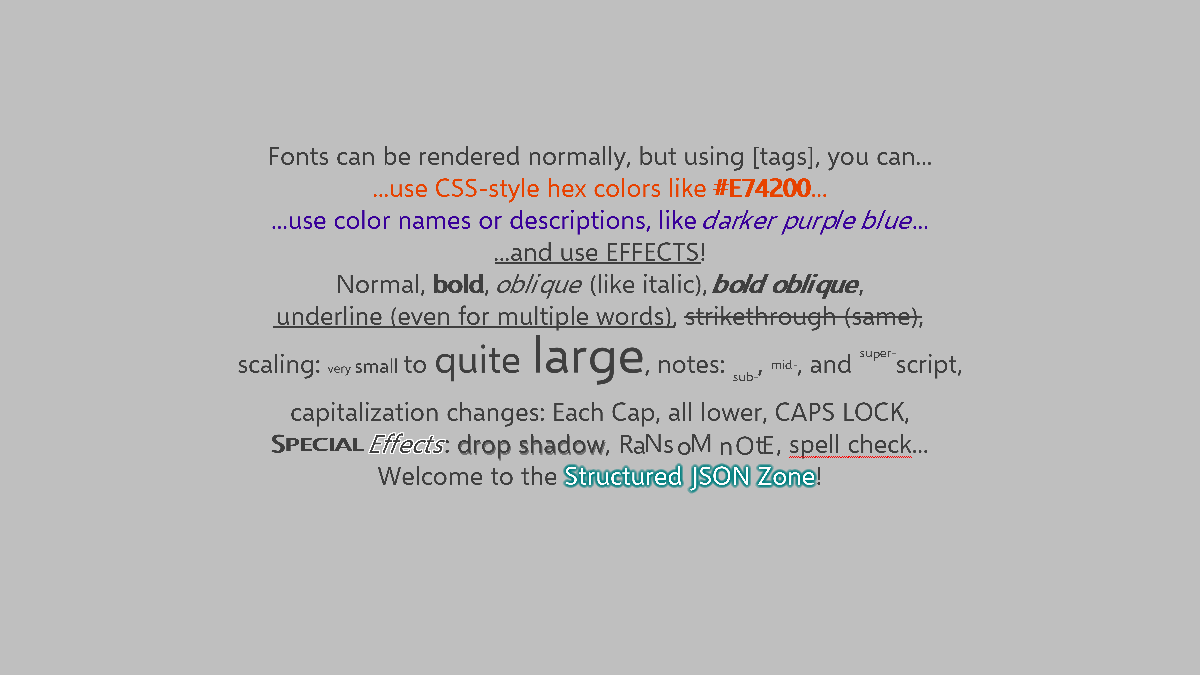 Fonts can be rendered normally, but using [tags], you can...
...use CSS-style hex colors like #E74200...
...use color names or descriptions, like darker purple blue...
...and use EFFECTS!
Normal, bold, oblique (like italic), bold oblique,
underline (even for multiple words), strikethrough (same),
scaling: very small to quite large, notes: sub-, mid-, and super-script,
capitalization changes: Each Cap, all lower, CAPS LOCK,
SPECIAL Effects: drop shadow, RaNsoM nOtE, spell check...
Welcome to the Structured JSON Zone!